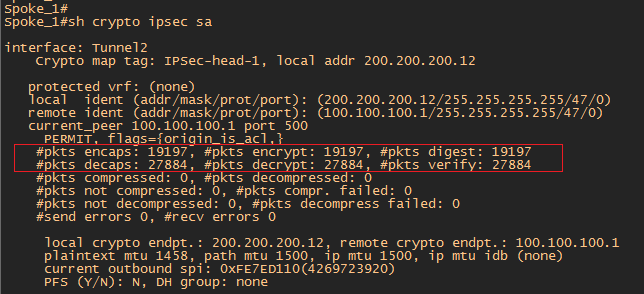 Spoke_1#
Spoke_1#sh crypto ipsec sa
interface: Tunnel2
Crypto map tag: IPSec-head-1, local addr 200.200.200.12
protected vrf: (none)
local ident (addr/mask/prot/port): (200.200.200.12/255.255.255.255/47/0)
remote ident (addr/mask/prot/port): (100.100.100.1/255.255.255.255/47/0)
current_peer 100.100.100.1 port 500
PERMIT, flags={origin_is_acl,}
#pkts encaps: 19197, #pkts encrypt: 19197, #pkts digest: 19197
#pkts decaps: 27884, #pkts decrypt: 27884, #pkts verify: 27884
#pkts compressed: 0, #pkts decompressed: 0
#pkts not compressed: 0, #pkts compr. failed: 0
#pkts not decompressed: 0, #pkts decompress failed: 0
#send errors 0, #recv errors 0
local crypto endpt.: 200.200.200.12, remote crypto endpt.: 100.100.100.1
plaintext mtu 1458, path mtu 1500, ip mtu 1500, ip mtu idb (none)
current outbound spi: 0xFE7ED110(4269723920)
PFS (Y/N): N, DH group: none